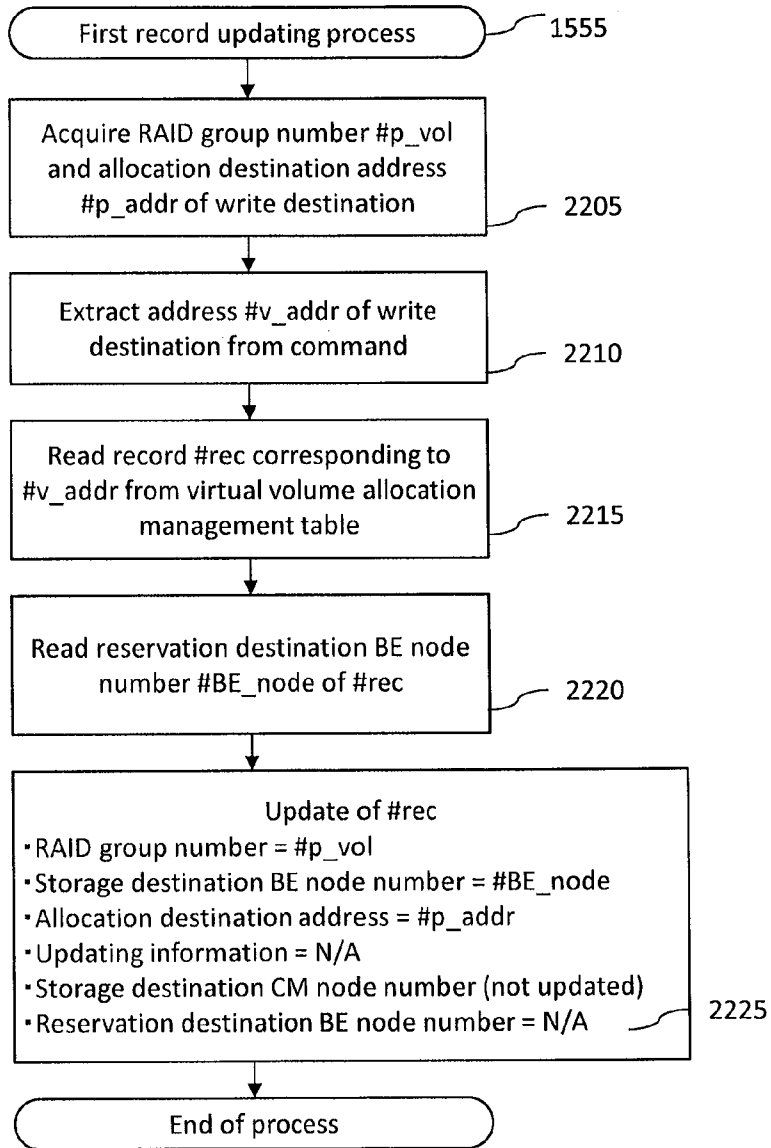 First record updating process
1555
Acquire RAID group number #p_vol
and allocation destination address
#p_addr of write destination
2205
Extract address #v_addr of write
destination from command
2210
Read record #rec corresponding to
#v_addr from virtual volume allocation
management table
2215
Read reservation destination BE node
number #BE_node of #rec
2220
Update of #rec
・RAID group number = #p_vol
・Storage destination BE node number = #BE_node
・Allocation destination address = #p_addr
・Updating information = N/A
・Storage destination CM node number (not updated)
・Reservation destination BE node number = N/A
2225
End of process